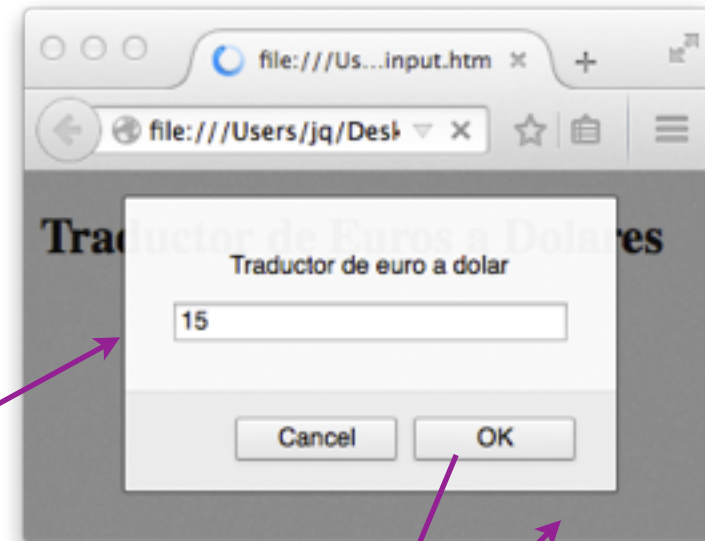 file:///Us...input.htm
file:///Users/jq/Desk
Traductor de Euros a Dolares
Traductor de euro a dolar
15
Cancel
OK